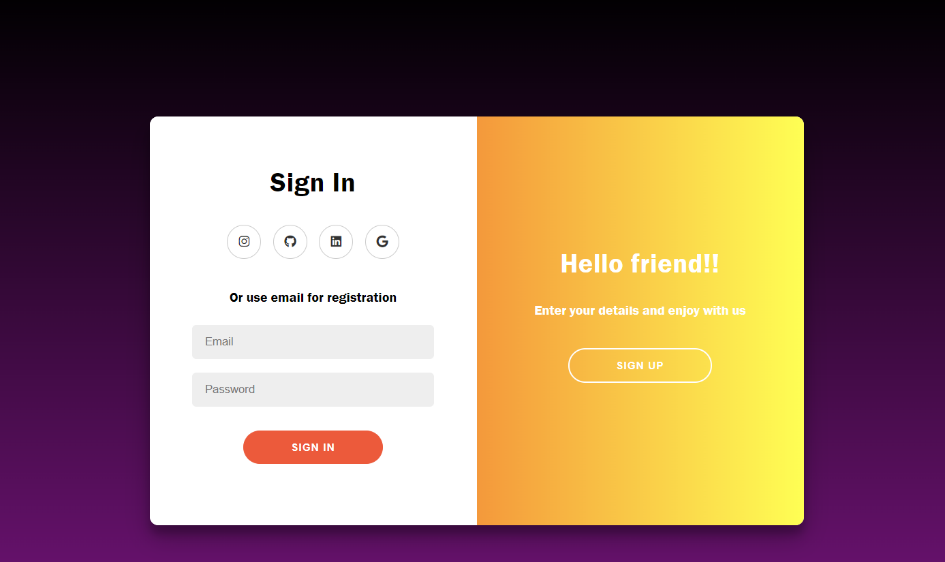 Sign In
Or use email for registration
Email
Password
SIGN IN
Hello friend!!
Enter your details and enjoy with us
SIGN UP